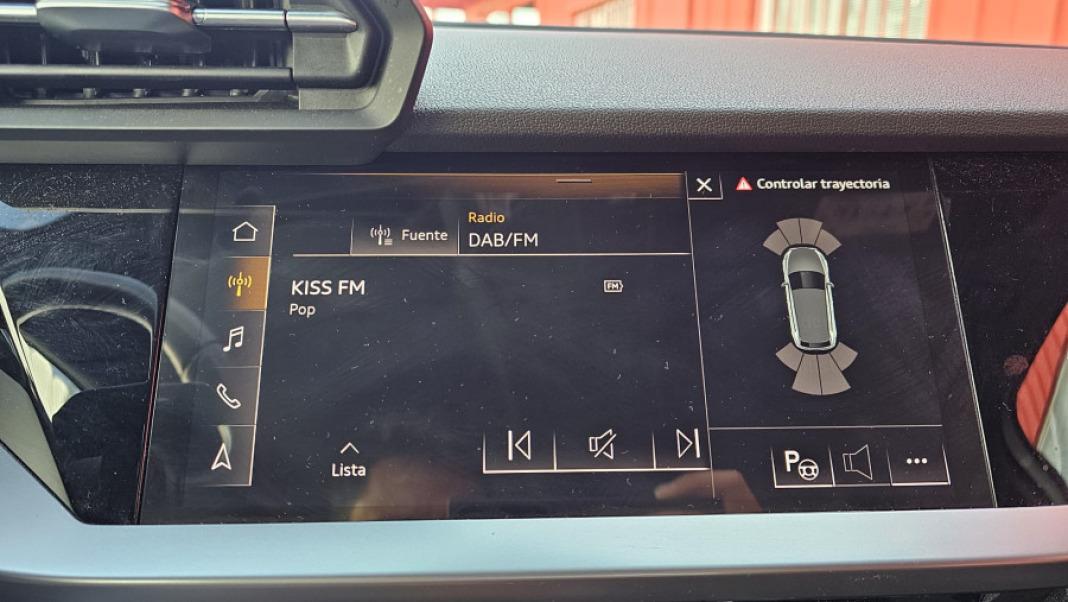 Radio
Fuente
DAB/FM
KISS FM
FM
Pop
Lista
Controlar trayectoria
P